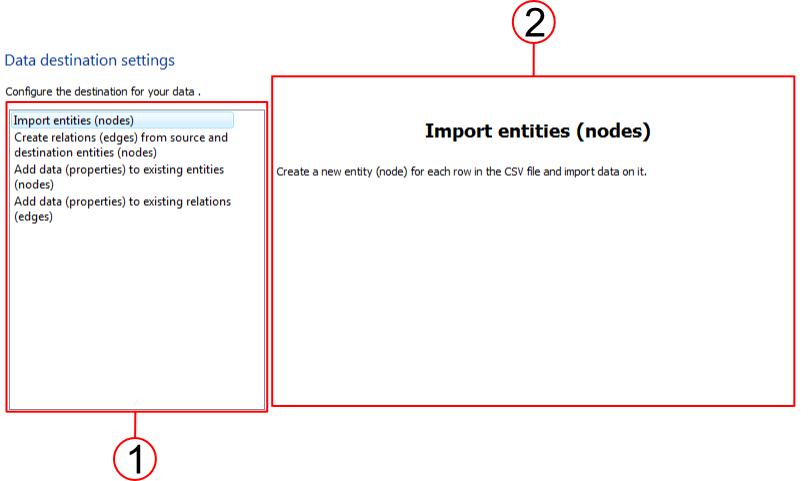 2
Data destination settings
Configure the destination for your data .
Import entities (nodes)
Create relations (edges) from source and
destination entities (nodes)
Add data (properties) to existing entities
(nodes)
Add data (properties) to existing relations
(edges)
Import entities (nodes)
Create a new entity (node) for each row in the CSV file and import data on it.
1